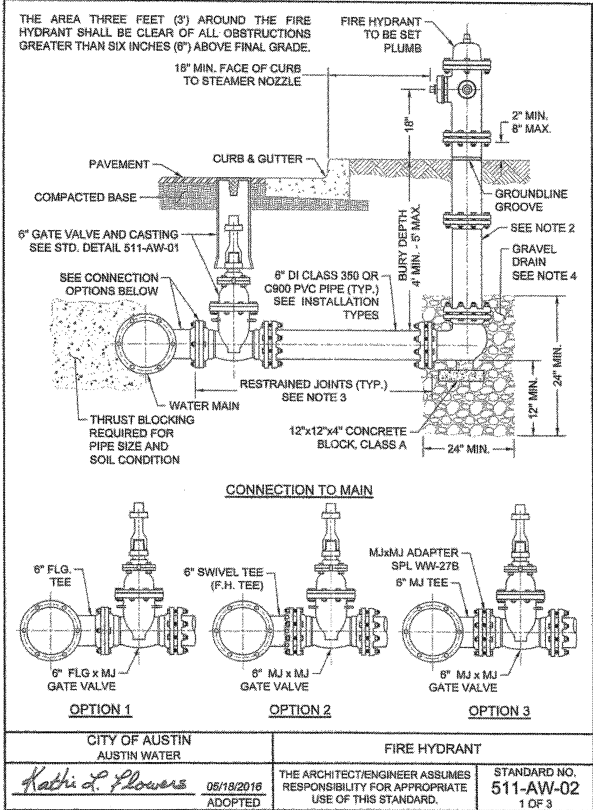 THE AREA THREE FEET (3') AROUND THE FIRE
HYDRANT SHALL BE CLEAR OF ALL OBSTRUCTIONS
GREATER THAN SIX INCHES (6") ABOVE FINAL GRADE.
FIRE HYDRANT
TO BE SET
PLUMB
18" MIN. FACE OF CURB
TO STEAMER NOZZLE
18"
2" MIN.
8" MAX.
PAVEMENT
CURB & GUTTER
COMPACTED BASE
GROUNDLINE
GROOVE
6" GATE VALVE AND CASTING
SEE STD. DETAIL 511-AW-01
BURY DEPTH
4' MIN. - 5' MAX.
SEE NOTE 2
GRAVEL
DRAIN
SEE NOTE 4
SEE CONNECTION
OPTIONS BELOW
6" DI CLASS 350 OR
C900 PVC PIPE (TYP.)
SEE INSTALLATION
TYPES
24" MIN.
12" MIN.
RESTRAINED JOINTS (TYP.)
SEE NOTE 3
WATER MAIN
THRUST BLOCKING
REQUIRED FOR
PIPE SIZE AND
SOIL CONDITION
12"x12"x4" CONCRETE
BLOCK, CLASS A
24" MIN.
CONNECTION TO MAIN
6" FLG.
TEE
6" FLG x MJ
GATE VALVE
OPTION 1
6" SWIVEL TEE
(F.H. TEE)
6" MJ x MJ
GATE VALVE
OPTION 2
MJxMJ ADAPTER
SPL WW-27B
6" MJ TEE
6" MJ x MJ
GATE VALVE
OPTION 3
CITY OF AUSTIN
AUSTIN WATER
FIRE HYDRANT
Kathi L. Flowers
05/18/2016
ADOPTED
THE ARCHITECT/ENGINEER ASSUMES
RESPONSIBILITY FOR APPROPRIATE
USE OF THIS STANDARD.
STANDARD NO.
511-AW-02
1 OF 3